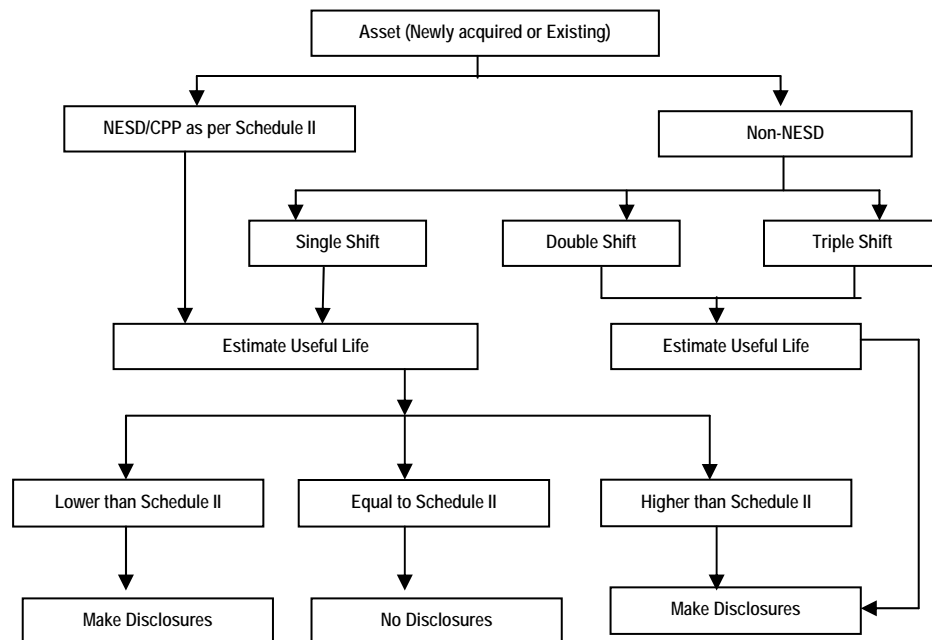 Asset (Newly acquired or Existing)
NESD/CPP as per Schedule II
Non-NESD
Single Shift
Double Shift
Triple Shift
Estimate Useful Life
Estimate Useful Life
Lower than Schedule II
Equal to Schedule II
Higher than Schedule II
Make Disclosures
No Disclosures
Make Disclosures